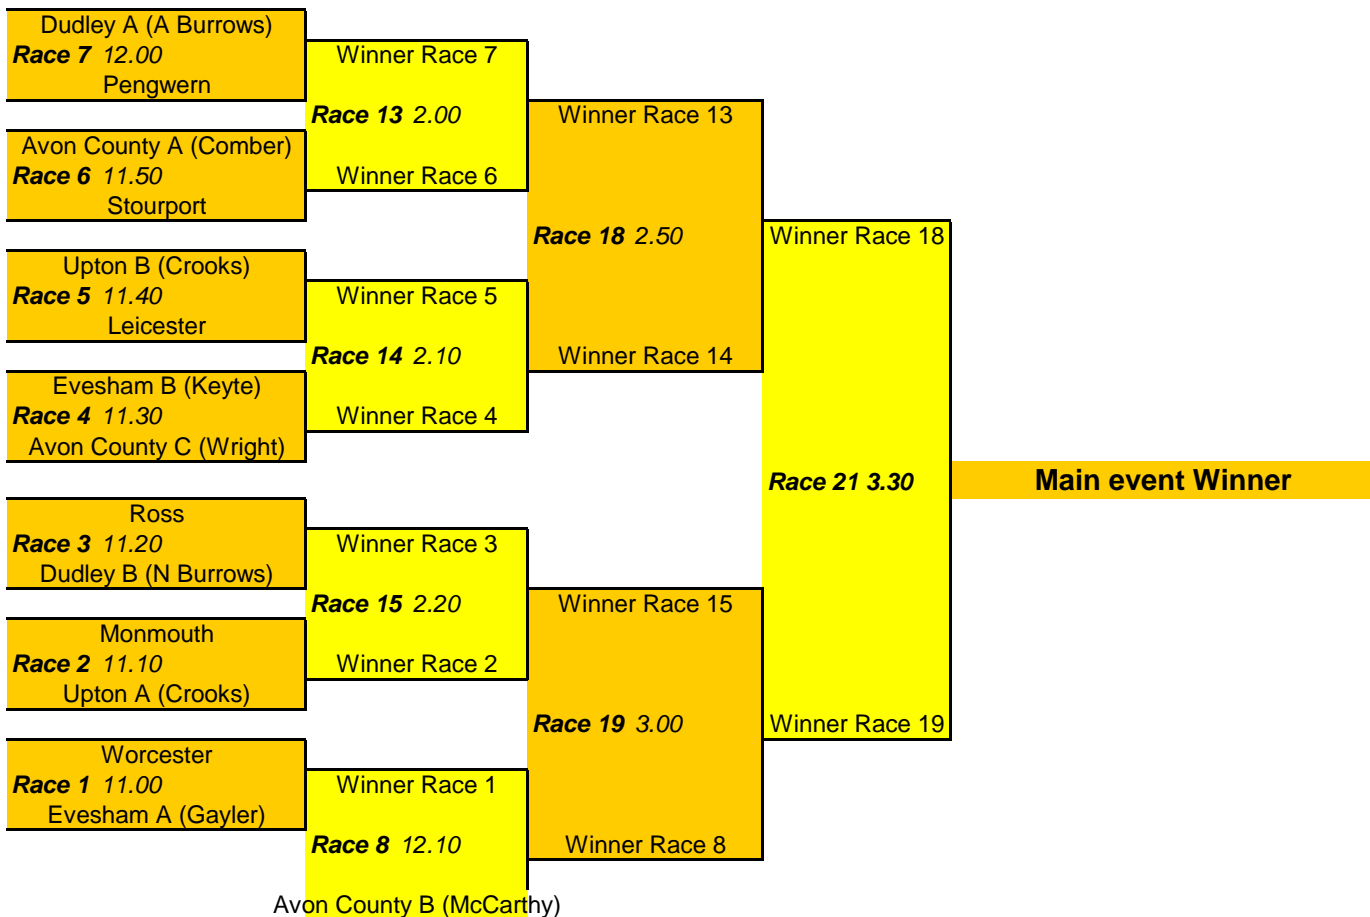 Dudley A (A Burrows)
Race 7 12.00
Pengwern
Avon County A (Comber)
Race 6 11.50
Stourport
Upton B (Crooks)
Race 5 11.40
Leicester
Evesham B (Keyte)
Race 4 11.30
Avon County C (Wright)
Ross
Race 3 11.20
Dudley B (N Burrows)
Monmouth
Race 2 11.10
Upton A (Crooks)
Worcester
Race 1 11.00
Evesham A (Gayler)
Winner Race 7
Race 13 2.00
Winner Race 6
Winner Race 5
Race 14 2.10
Winner Race 4
Winner Race 3
Race 15 2.20
Winner Race 2
Winner Race 1
Race 8 12.10
Avon County B (McCarthy)
Winner Race 13
Race 18 2.50
Winner Race 14
Winner Race 15
Race 19 3.00
Winner Race 8
Winner Race 18
Race 21 3.30
Winner Race 19
Main event Winner